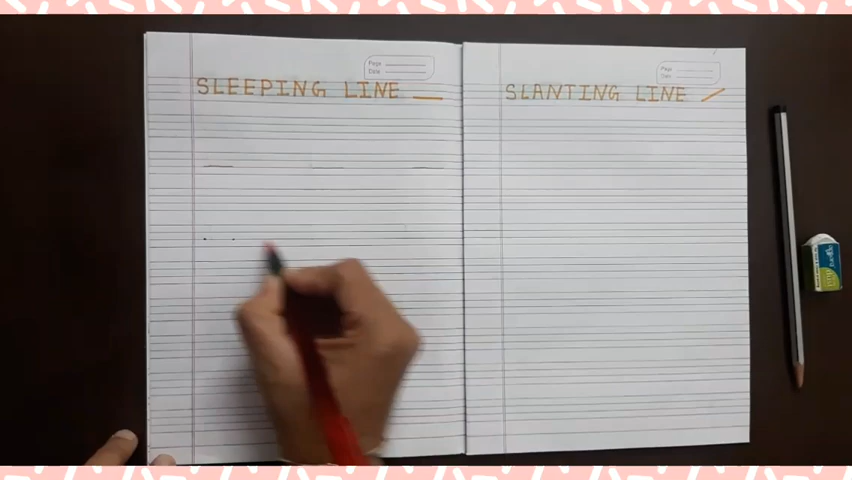 Page
Date
SLEEPING LINE
Page
Date
SLANTING LINE